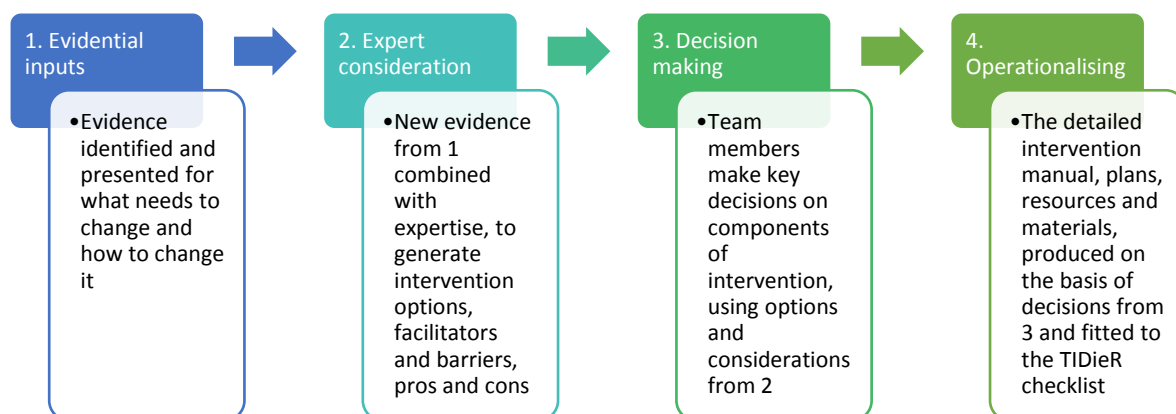 1. Evidential
inputs
•Evidence
identified and
presented for
what needs to
change and
how to change
it
2. Expert
consideration
•New evidence
from 1
combined
with
expertise, to
generate
intervention
options,
facilitators
and barriers,
pros and cons
3. Decision
making
•Team
members
make key
decisions on
components
of
intervention,
using options
and
considerations
from 2
4.
Operationalising
•The detailed
intervention
manual, plans,
resources and
materials,
produced on
the basis of
decisions from
3 and fitted to
the TIDieR
checklist